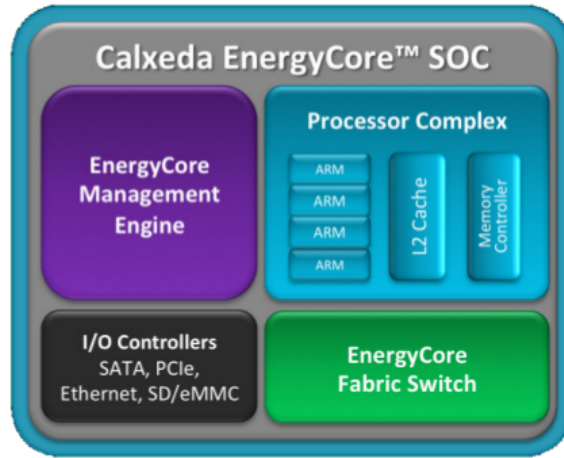 Calxeda EnergyCore™ SOC
EnergyCore
Management
Engine
Processor Complex
ARM
ARM
ARM
ARM
L2 Cache
Memory
Controller
I/O Controllers
SATA, PCIe,
Ethernet, SD/eMMC
EnergyCore
Fabric Switch